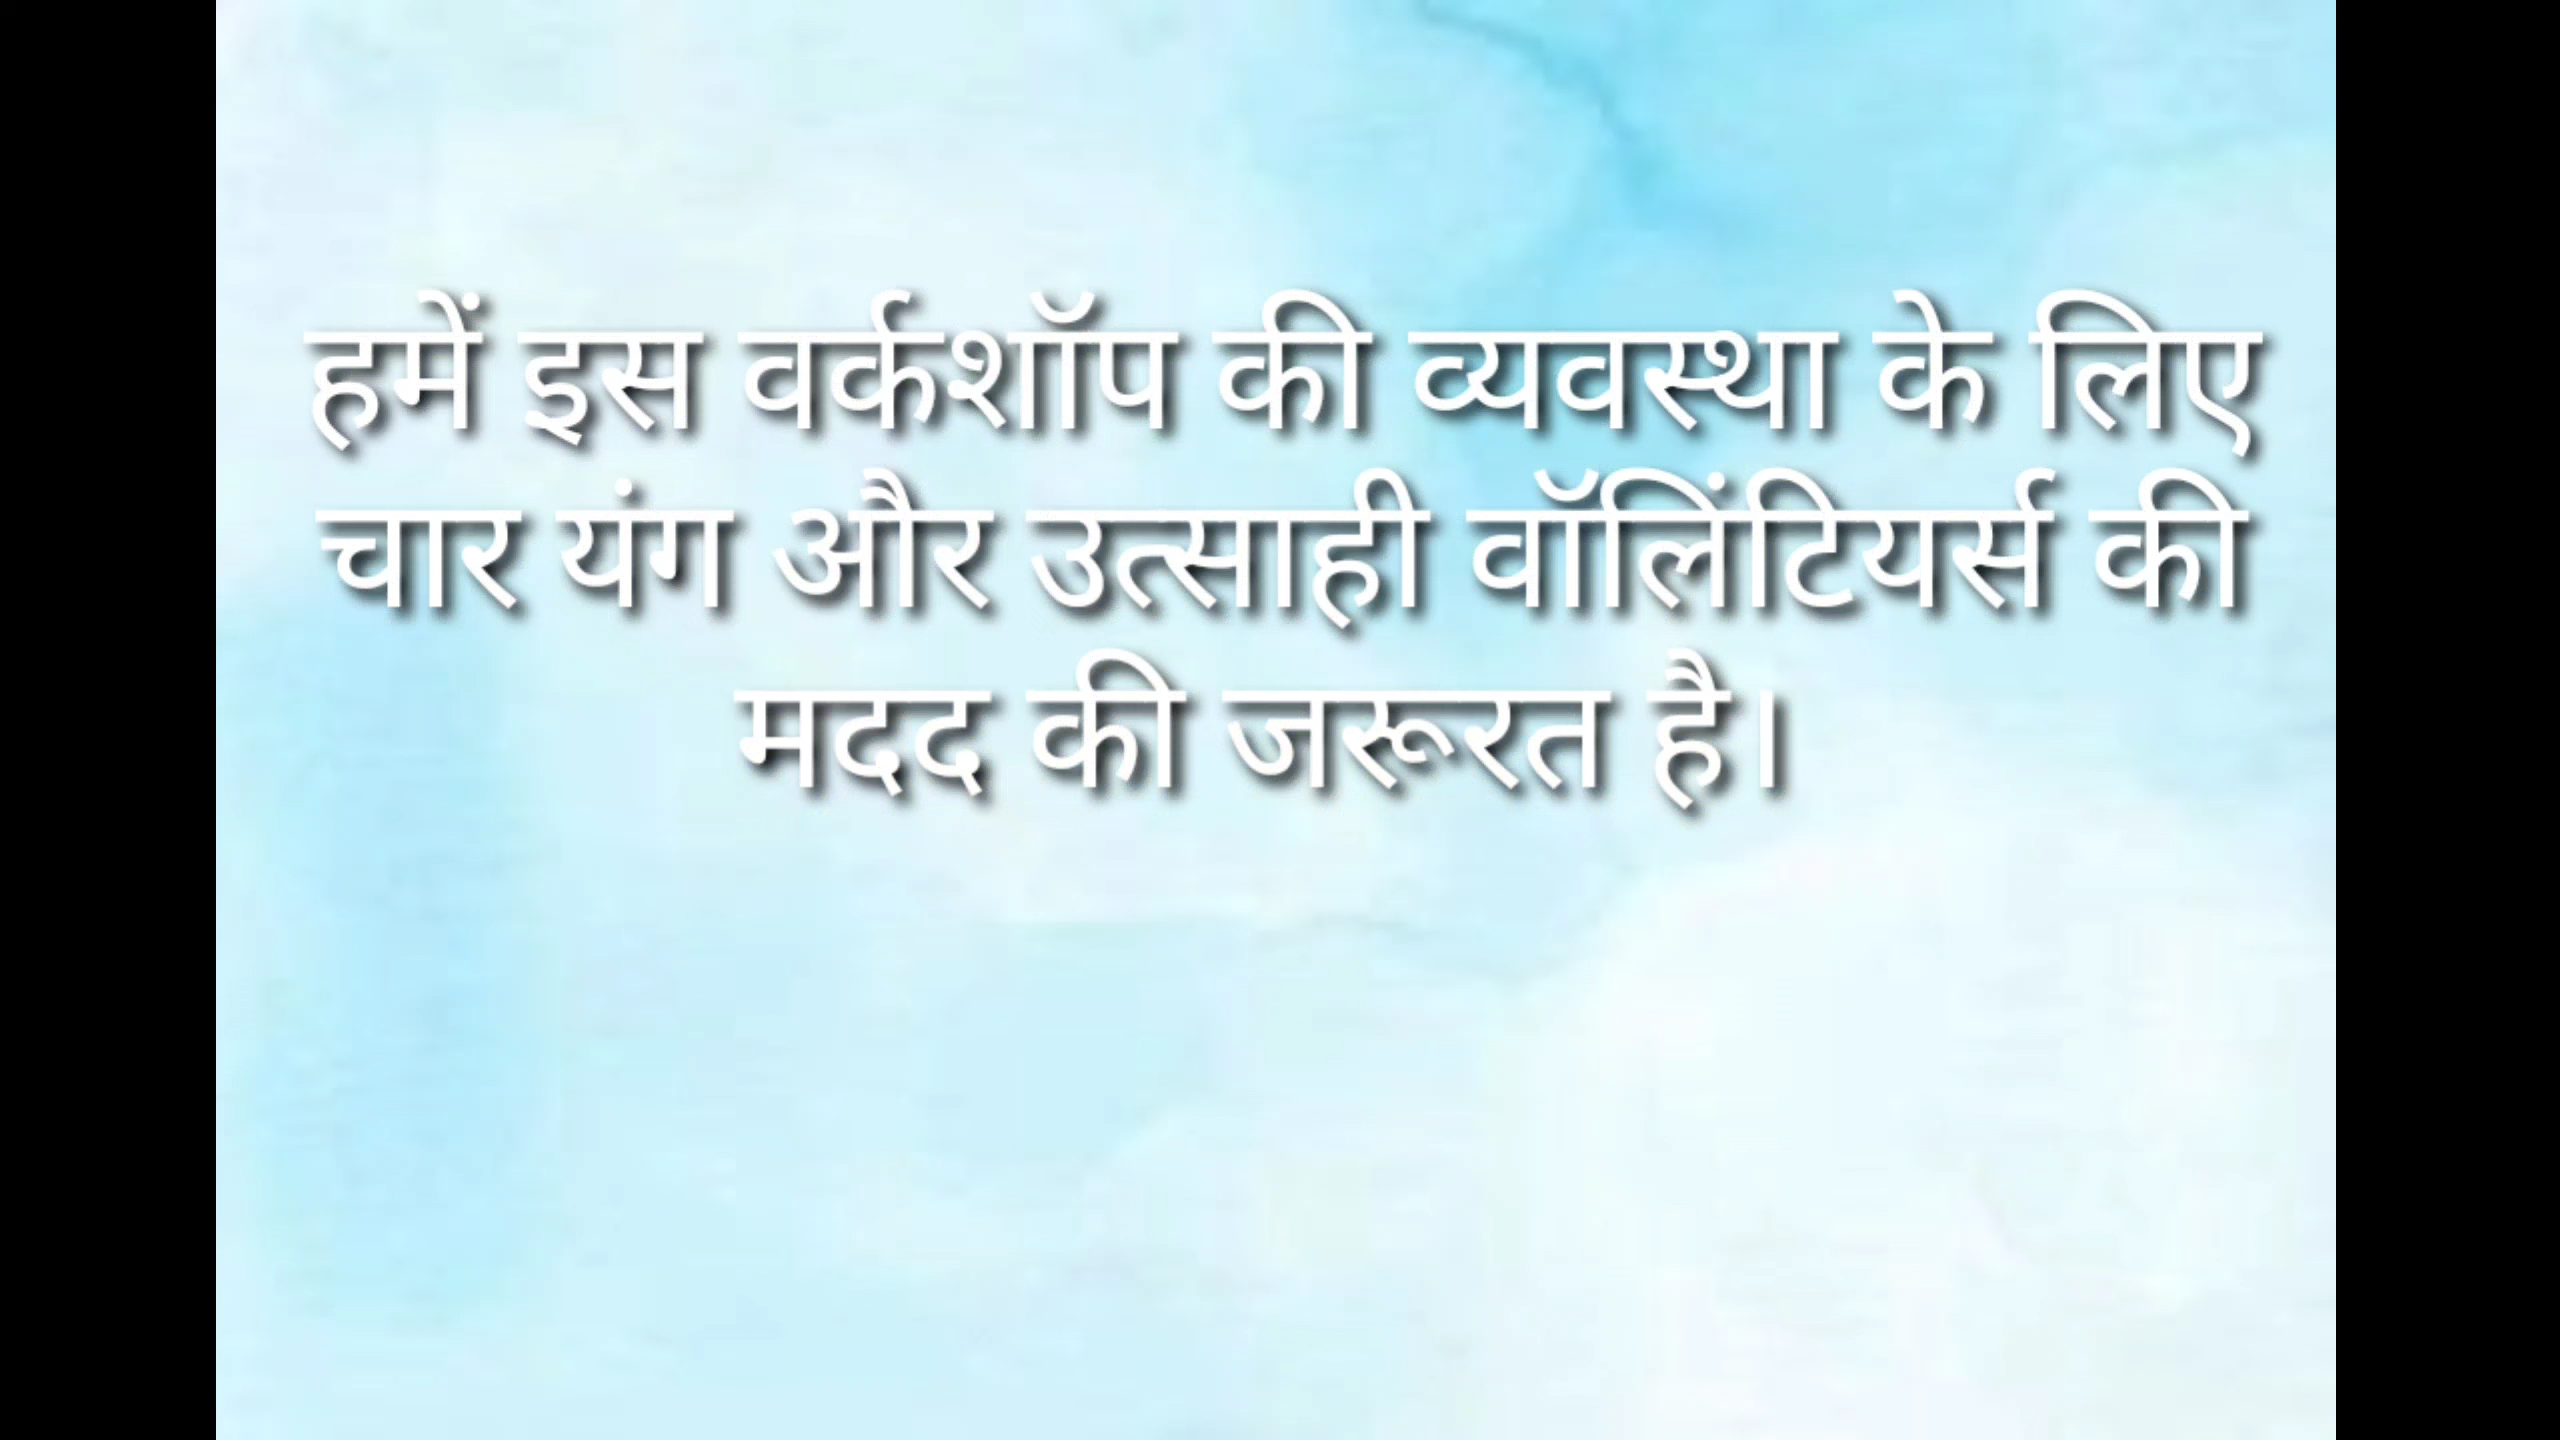 हमें इस वर्कशॉप की व्यवस्था के लिए
चार यंग और उत्साही वॉलिंटियर्स की
मदद की जरूरत है।